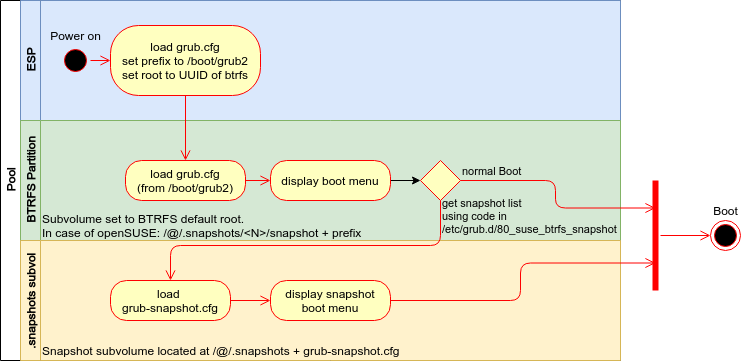 Pool
ESP
Power on
load grub.cfg
set prefix to /boot/grub2
set root to UUID of btrfs
BTRFS Partition
load grub.cfg
(from /boot/grub2)
display boot menu
normal Boot
get snapshot list
using code in
/etc/grub.d/80_suse_btrfs_snapshot
Subvolume set to BTRFS default root.
In case of openSUSE: /@/.snapshots/<N>/snapshot + prefix
Boot
.snapshots subvol
load
grub-snapshot.cfg
display snapshot
boot menu
Snapshot subvolume located at /@/.snapshots + grub-snapshot.cfg